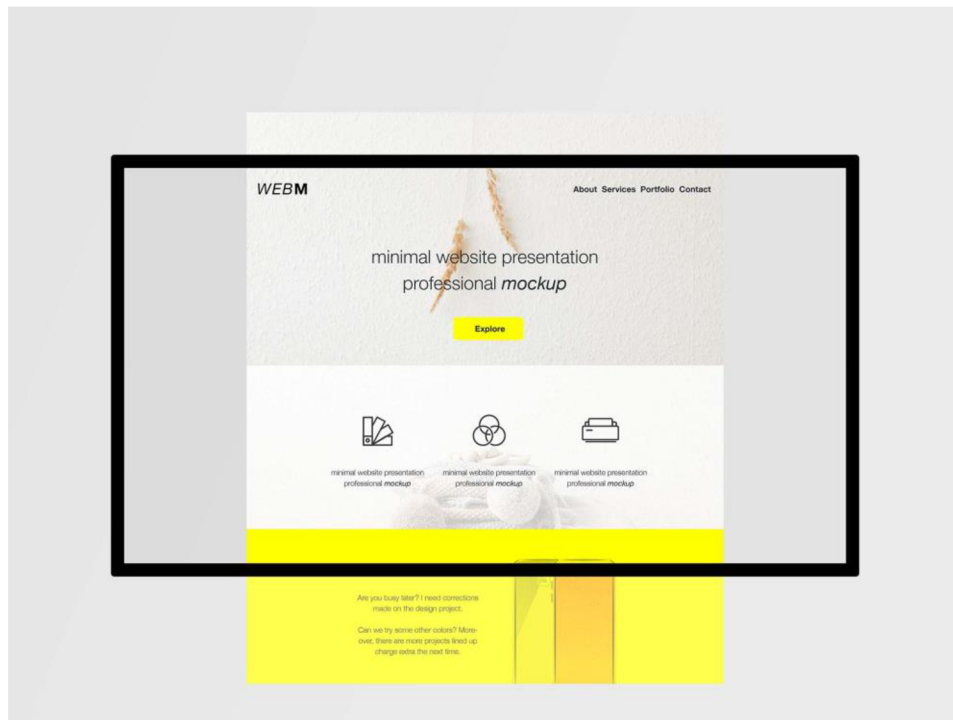 WEBM
About Services Portfolio Contact
minimal website presentation
professional mockup
Explore
minimal website presentation
professional mockup
minimal website presentation
professional mockup
minimal website presentation
professional mockup
Are you busy later? I need corrections
made on the design project.
Can we try some other colors? More-
over, there are more projects lined up
charge extra the next time.